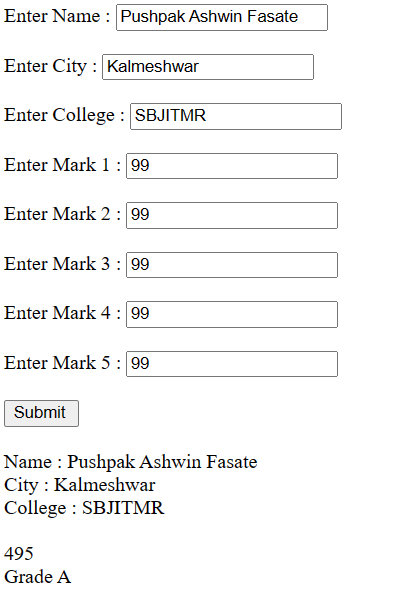 Enter Name : Pushpak Ashwin Fasate
Enter City : Kalmeshwar
Enter College : SBJITMR
Enter Mark 1 : 99
Enter Mark 2 : 99
Enter Mark 3 : 99
Enter Mark 4 : 99
Enter Mark 5 : 99
Submit
Name : Pushpak Ashwin Fasate
City : Kalmeshwar
College : SBJITMR
495
Grade A